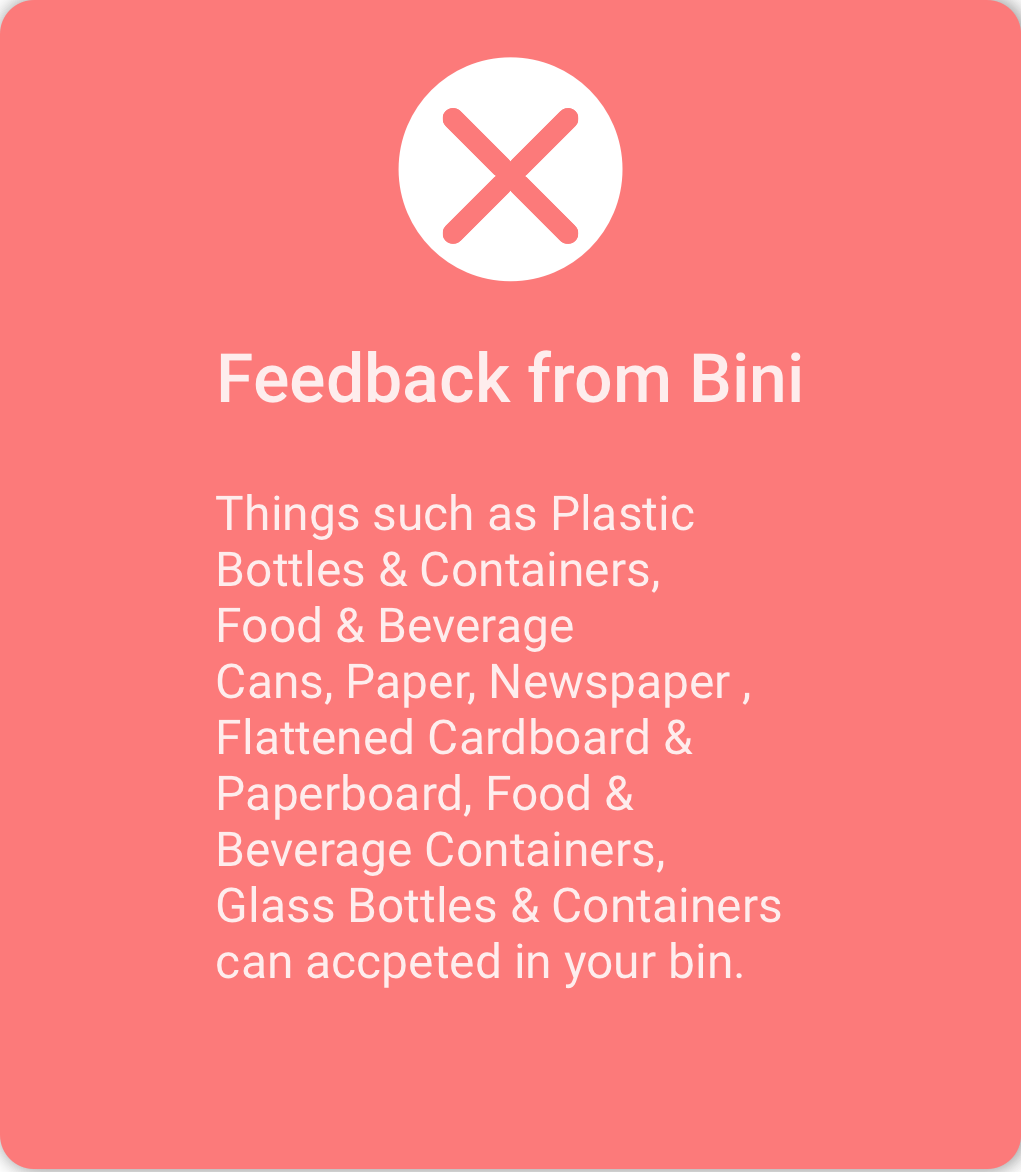 Feedback from Bini
Things such as Plastic
Bottles & Containers,
Food & Beverage
Cans, Paper, Newspaper ,
Flattened Cardboard &
Paperboard, Food &
Beverage Containers,
Glass Bottles & Containers
can accpeted in your bin.